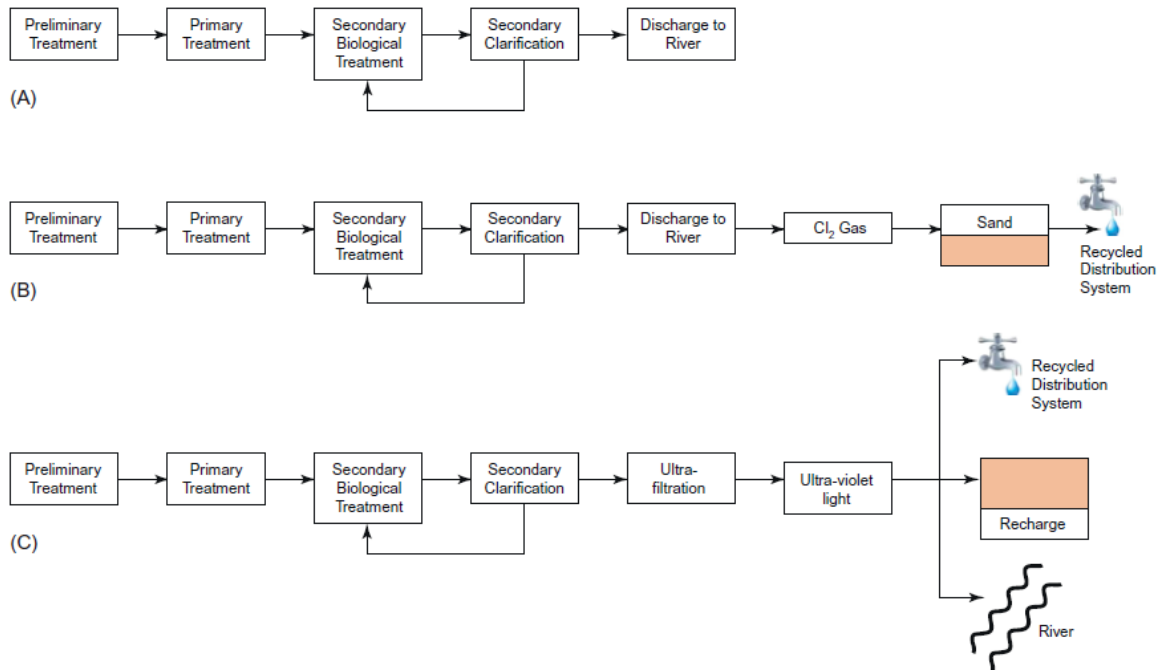 Preliminary
Treatment
Primary
Treatment
Secondary
Biological
Treatment
Secondary
Clarification
Discharge to
River
(A)
Preliminary
Treatment
Primary
Treatment
Secondary
Biological
Treatment
Secondary
Clarification
Discharge to
River
Cl₂ Gas
Sand
Recycled
Distribution
System
(B)
Preliminary
Treatment
Primary
Treatment
Secondary
Biological
Treatment
Secondary
Clarification
Ultra-
filtration
Ultra-violet
light
Recycled
Distribution
System
Recharge
River
(C)